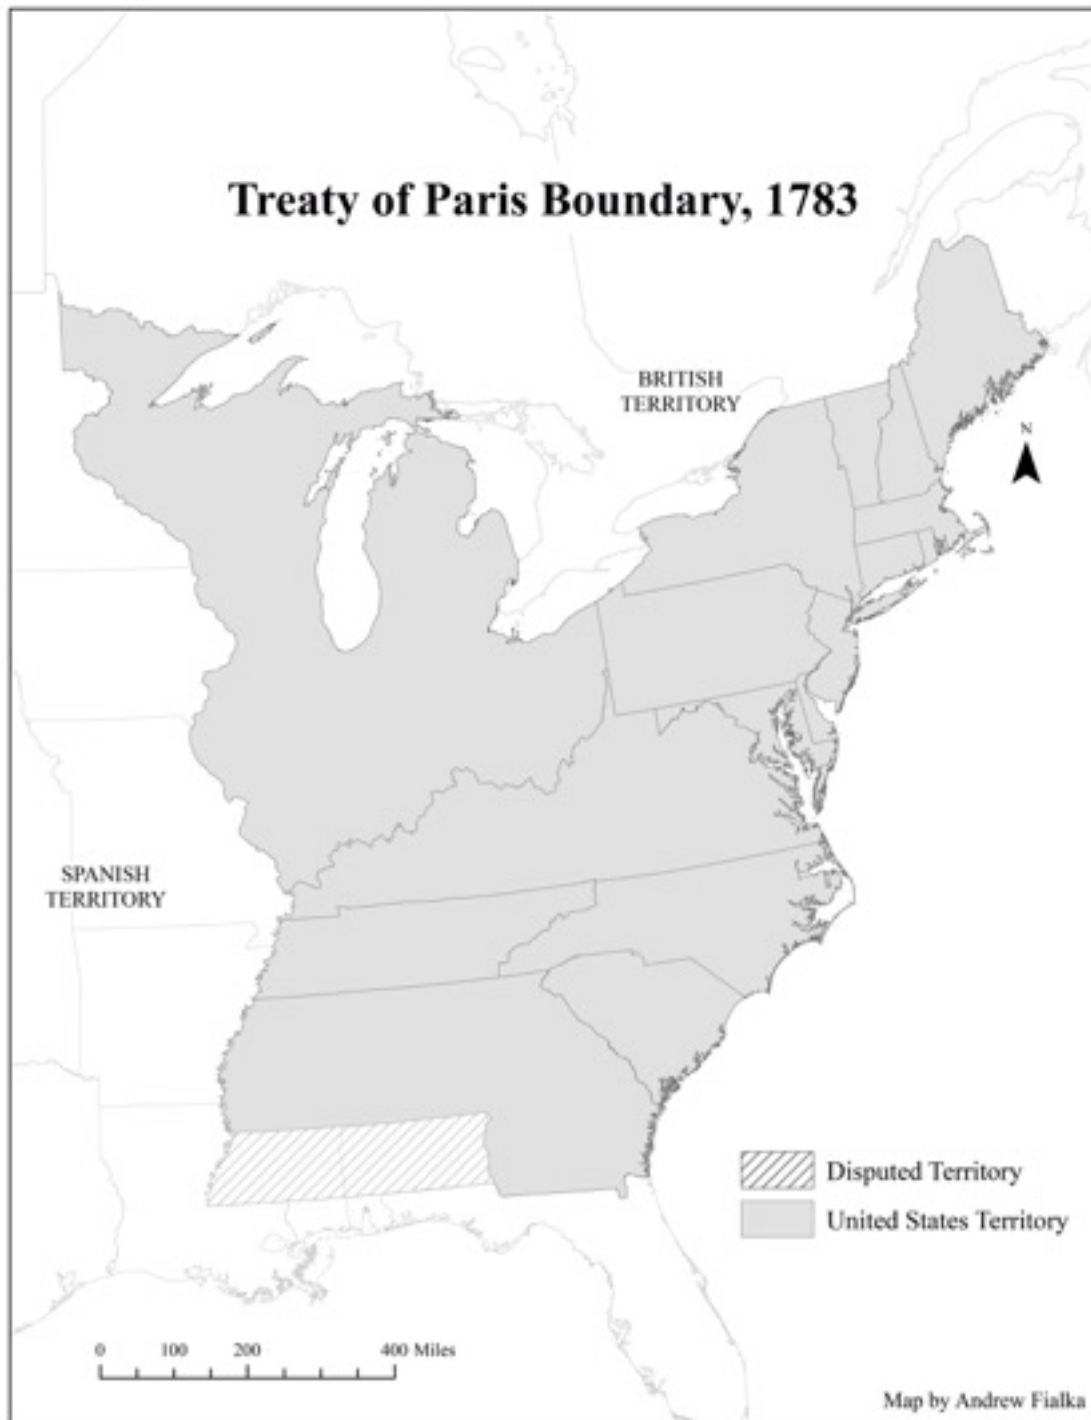 Treaty of Paris Boundary, 1783
BRITISH
TERRITORY
N
SPANISH
TERRITORY
Disputed Territory
United States Territory
0 100 200 400 Miles
Map by Andrew Fialka